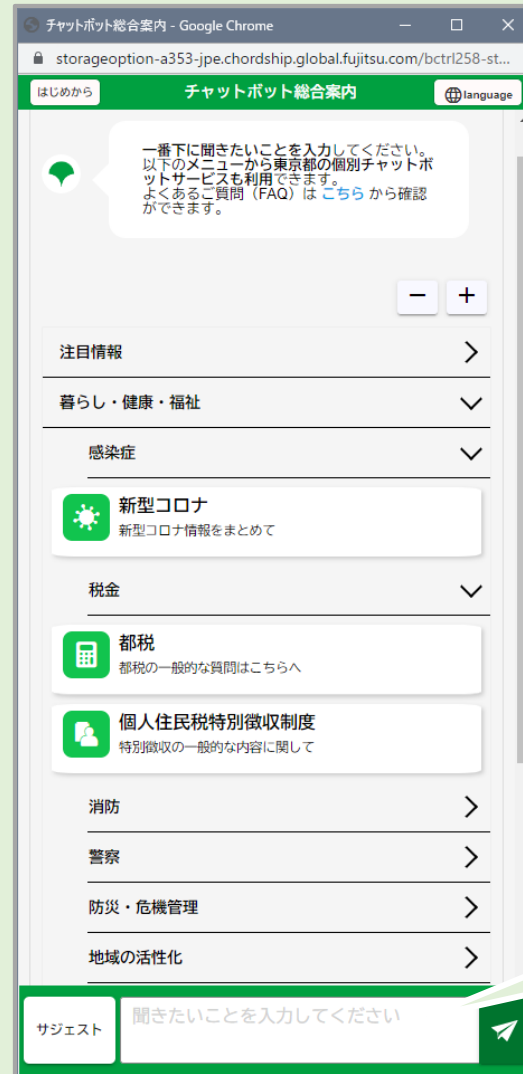 チャットボット総合案内 - Google Chrome
storageoption-a353-jpe.chordship.global.fujitsu.com/bctrl258-st...
はじめから
チャットボット総合案内
language
一番下に聞きたいことを入力してください。
以下のメニューから東京都の個別チャットボ
ットサービスも利用できます。
よくあるご質問（FAQ）は こちら から確認
ができます。
− +
注目情報
暮らし・健康・福祉
感染症
新型コロナ
新型コロナ情報をまとめて
税金
都税
都税の一般的な質問はこちらへ
個人住民税特別徴収制度
特別徴収の一般的な内容に関して
消防
警察
防災・危機管理
地域の活性化
サジェスト
聞きたいことを入力してください